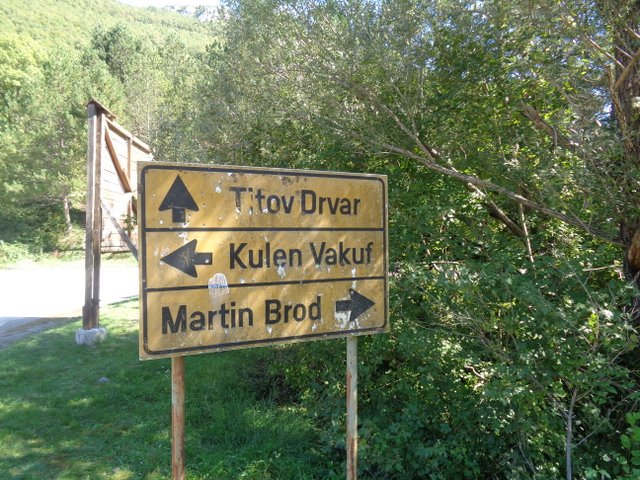 Titov Drvar
Kulen Vakuf
Martin Brod